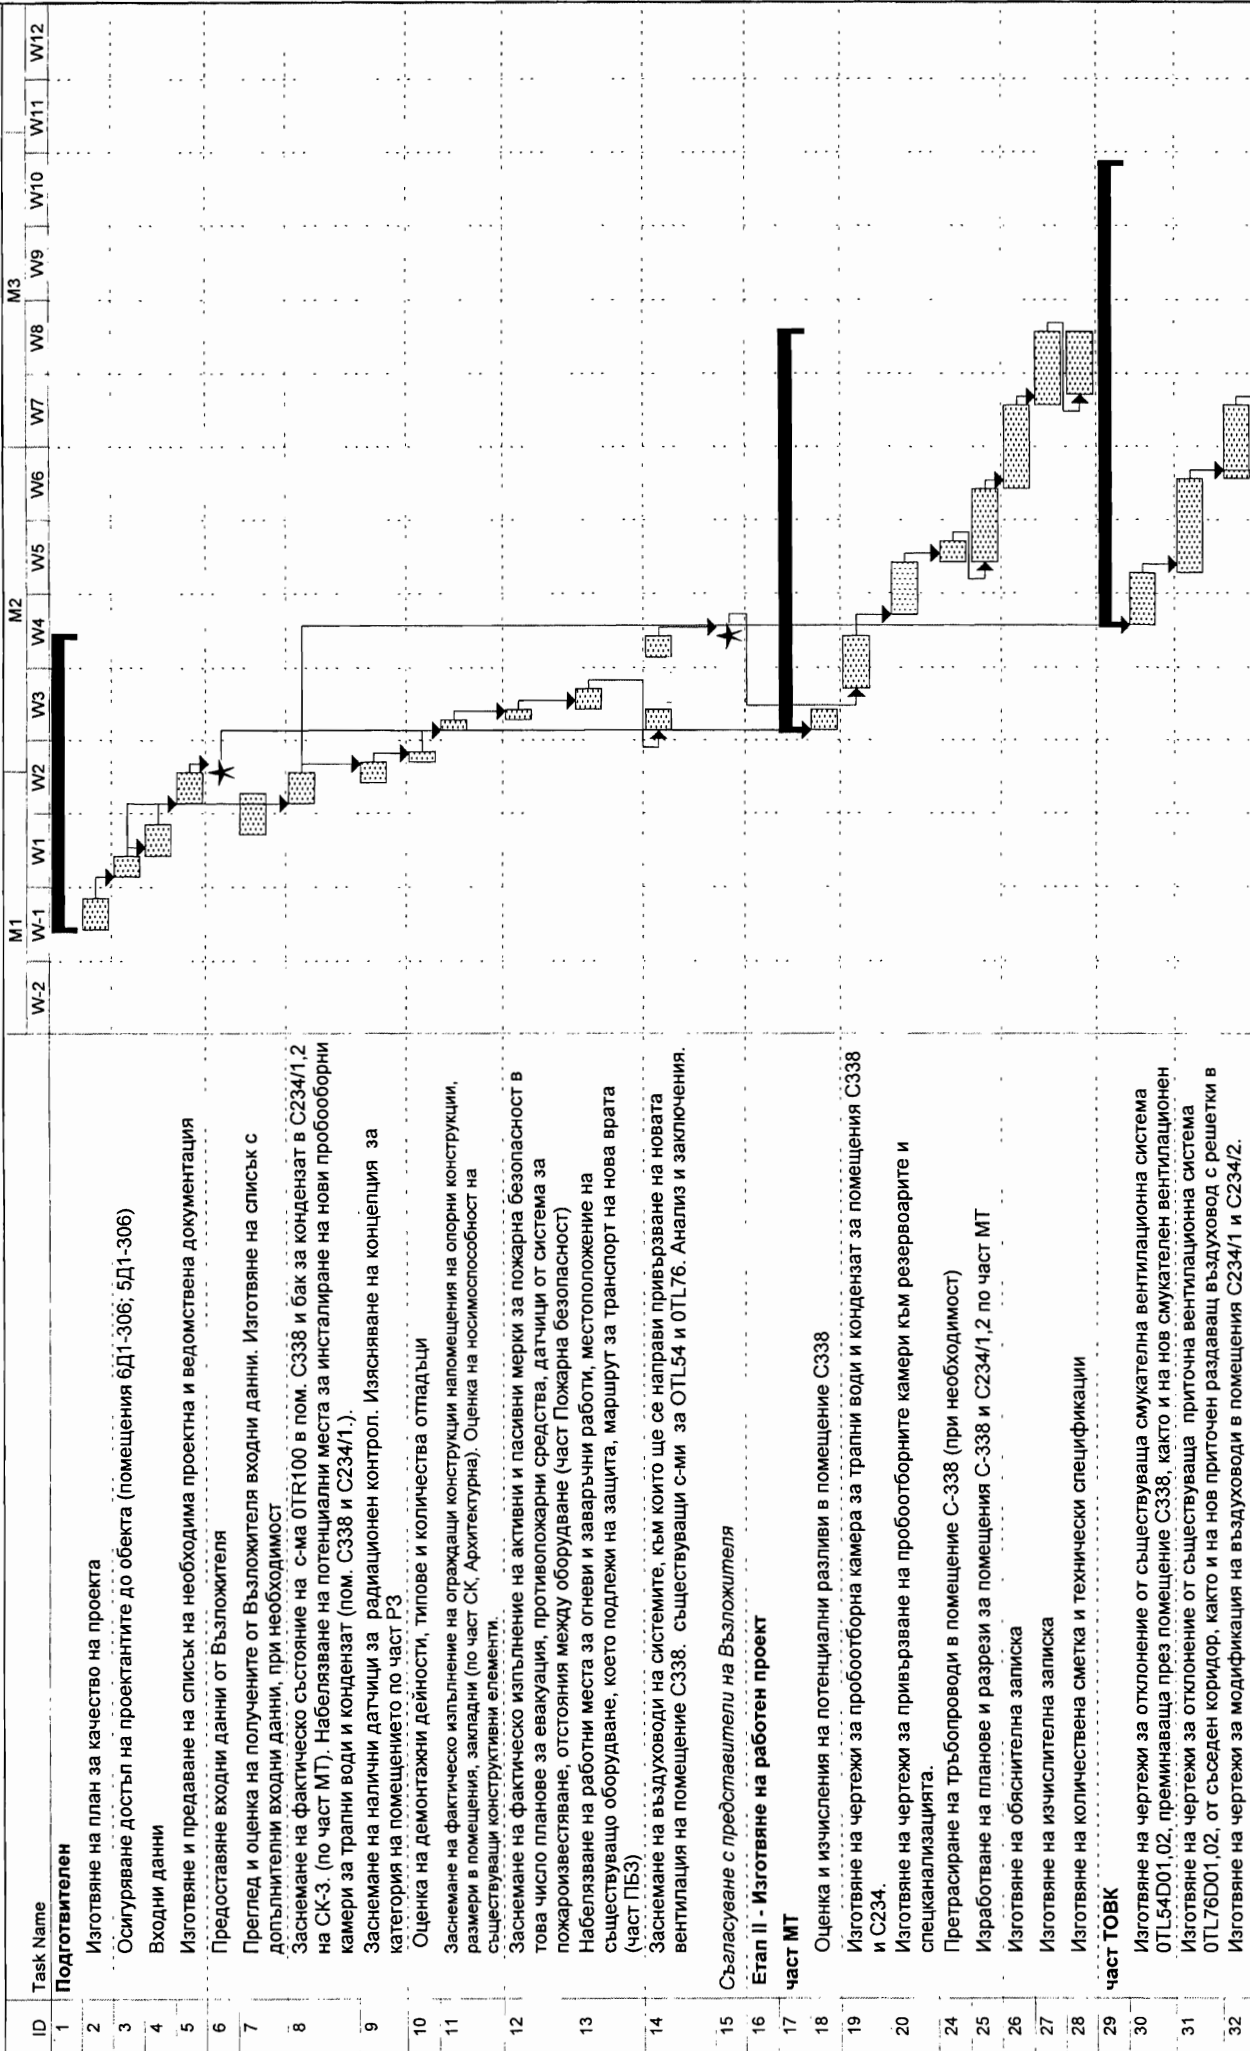 ID Task Name M1 M2 M3
W-2 W-1 W1 W2 W3 W4 W5 W6 W7 W8 W9 W10 W11 W12
1 Подготвителен
2 Изготвяне на план за качество на проекта
3 Осигуряване достъп на проектантите до обекта (помещения 6Д1-306; 5Д1-306)
4 Входни данни
5 Изготвяне и предаване на списък на необходима проектна и ведомствена документация
6 Предоставяне входни данни от Възложителя
7 Преглед и оценка на получените от Възложителя входни данни. Изготвяне на списък с
допълнителни входни данни, при необходимост
8 Заснемане на фактическо състояние на с-ма 0TR100 в пом. С338 и бак за кондензат в С234/1,2
на СК-3. (по част МТ). Набелязване на потенциални места за инсталиране на нови пробооборни
камери за трапни води и кондензат (пом. С338 и С234/1.).
9 Заснемане на налични датчици за радиационен контрол. Изясняване на концепция за
категория на помещението по част РЗ
10 Оценка на демонтажни дейности, типове и количества отпадъци
11 Заснемане на фактическо изпълнение на ограждащи конструкции напомещения на опорни конструкции,
размери в помещения, закладни (по част СК, Архитектурна). Оценка на носимоспособност на
съществуващи конструктивни елементи.
12 Заснемане на фактическо изпълнение на активни и пасивни мерки за пожарна безопасност в
това число планове за евакуация, противопожарни средства, датчици от система за
пожароизвестяване, отстояния между оборудване (част Пожарна безопасност)
13 Набелязване на работни места за огневи и заваръчни работи, местоположение на
съществуващо оборудване, което подлежи на защита, маршрут за транспорт на нова врата
(част ПБЗ)
14 Заснемане на въздуховоди на системите, към които ще се направи привързване на новата
вентилация на помещение С338. съществуващи с-ми за OTL54 и 0TL76. Анализ и заключения.
15 Съгласуване с представители на Възложителя
16 Етап II - Изготвяне на работен проект
17 част МТ
18 Оценка и изчисления на потенциални разливи в помещение С338
19 Изготвяне на чертежи за пробоотборна камера за трапни води и кондензат за помещения С338
и С234.
20 Изготвяне на чертежи за привързване на пробоотборните камери към резервоарите и
спецканализацията.
24 Претрасиране на тръбопроводи в помещение С-338 (при необходимост)
25 Изработване на планове и разрези за помещения С-338 и С234/1,2 по част МТ
26 Изготвяне на обяснителна записка
27 Изготвяне на изчислителна записка
28 Изготвяне на количествена сметка и технически спецификации
29 част ТОВК
30 Изготвяне на чертежи за отклонение от съществуваща смукателна вентилационна система
0TL54D01,02, преминаваща през помещение С338, както и на нов смукателен вентилационен
31 Изготвяне на чертежи за отклонение от съществуваща приточна вентилационна система
0TL76D01,02, от съседен коридор, както и на нов приточен раздаващ въздуховод с решетки в
32 Изготвяне на чертежи за модификация на въздуховоди в помещения С234/1 и С234/2.